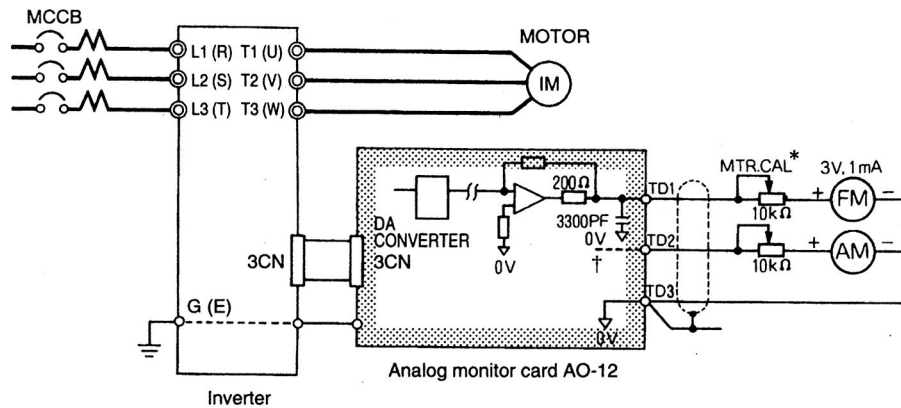 MCCB
L1 (R) T1 (U)
L2 (S) T2 (V)
L3 (T) T3 (W)
MOTOR
IM
200Ω
TD1
MTR.CAL*
3V, 1mA
+ FM −
10kΩ
DA
CONVERTER
3CN
3CN
3300PF
0V
0V
TD2
†
+ AM −
10kΩ
G (E)
TD3
0V
Analog monitor card AO-12
Inverter